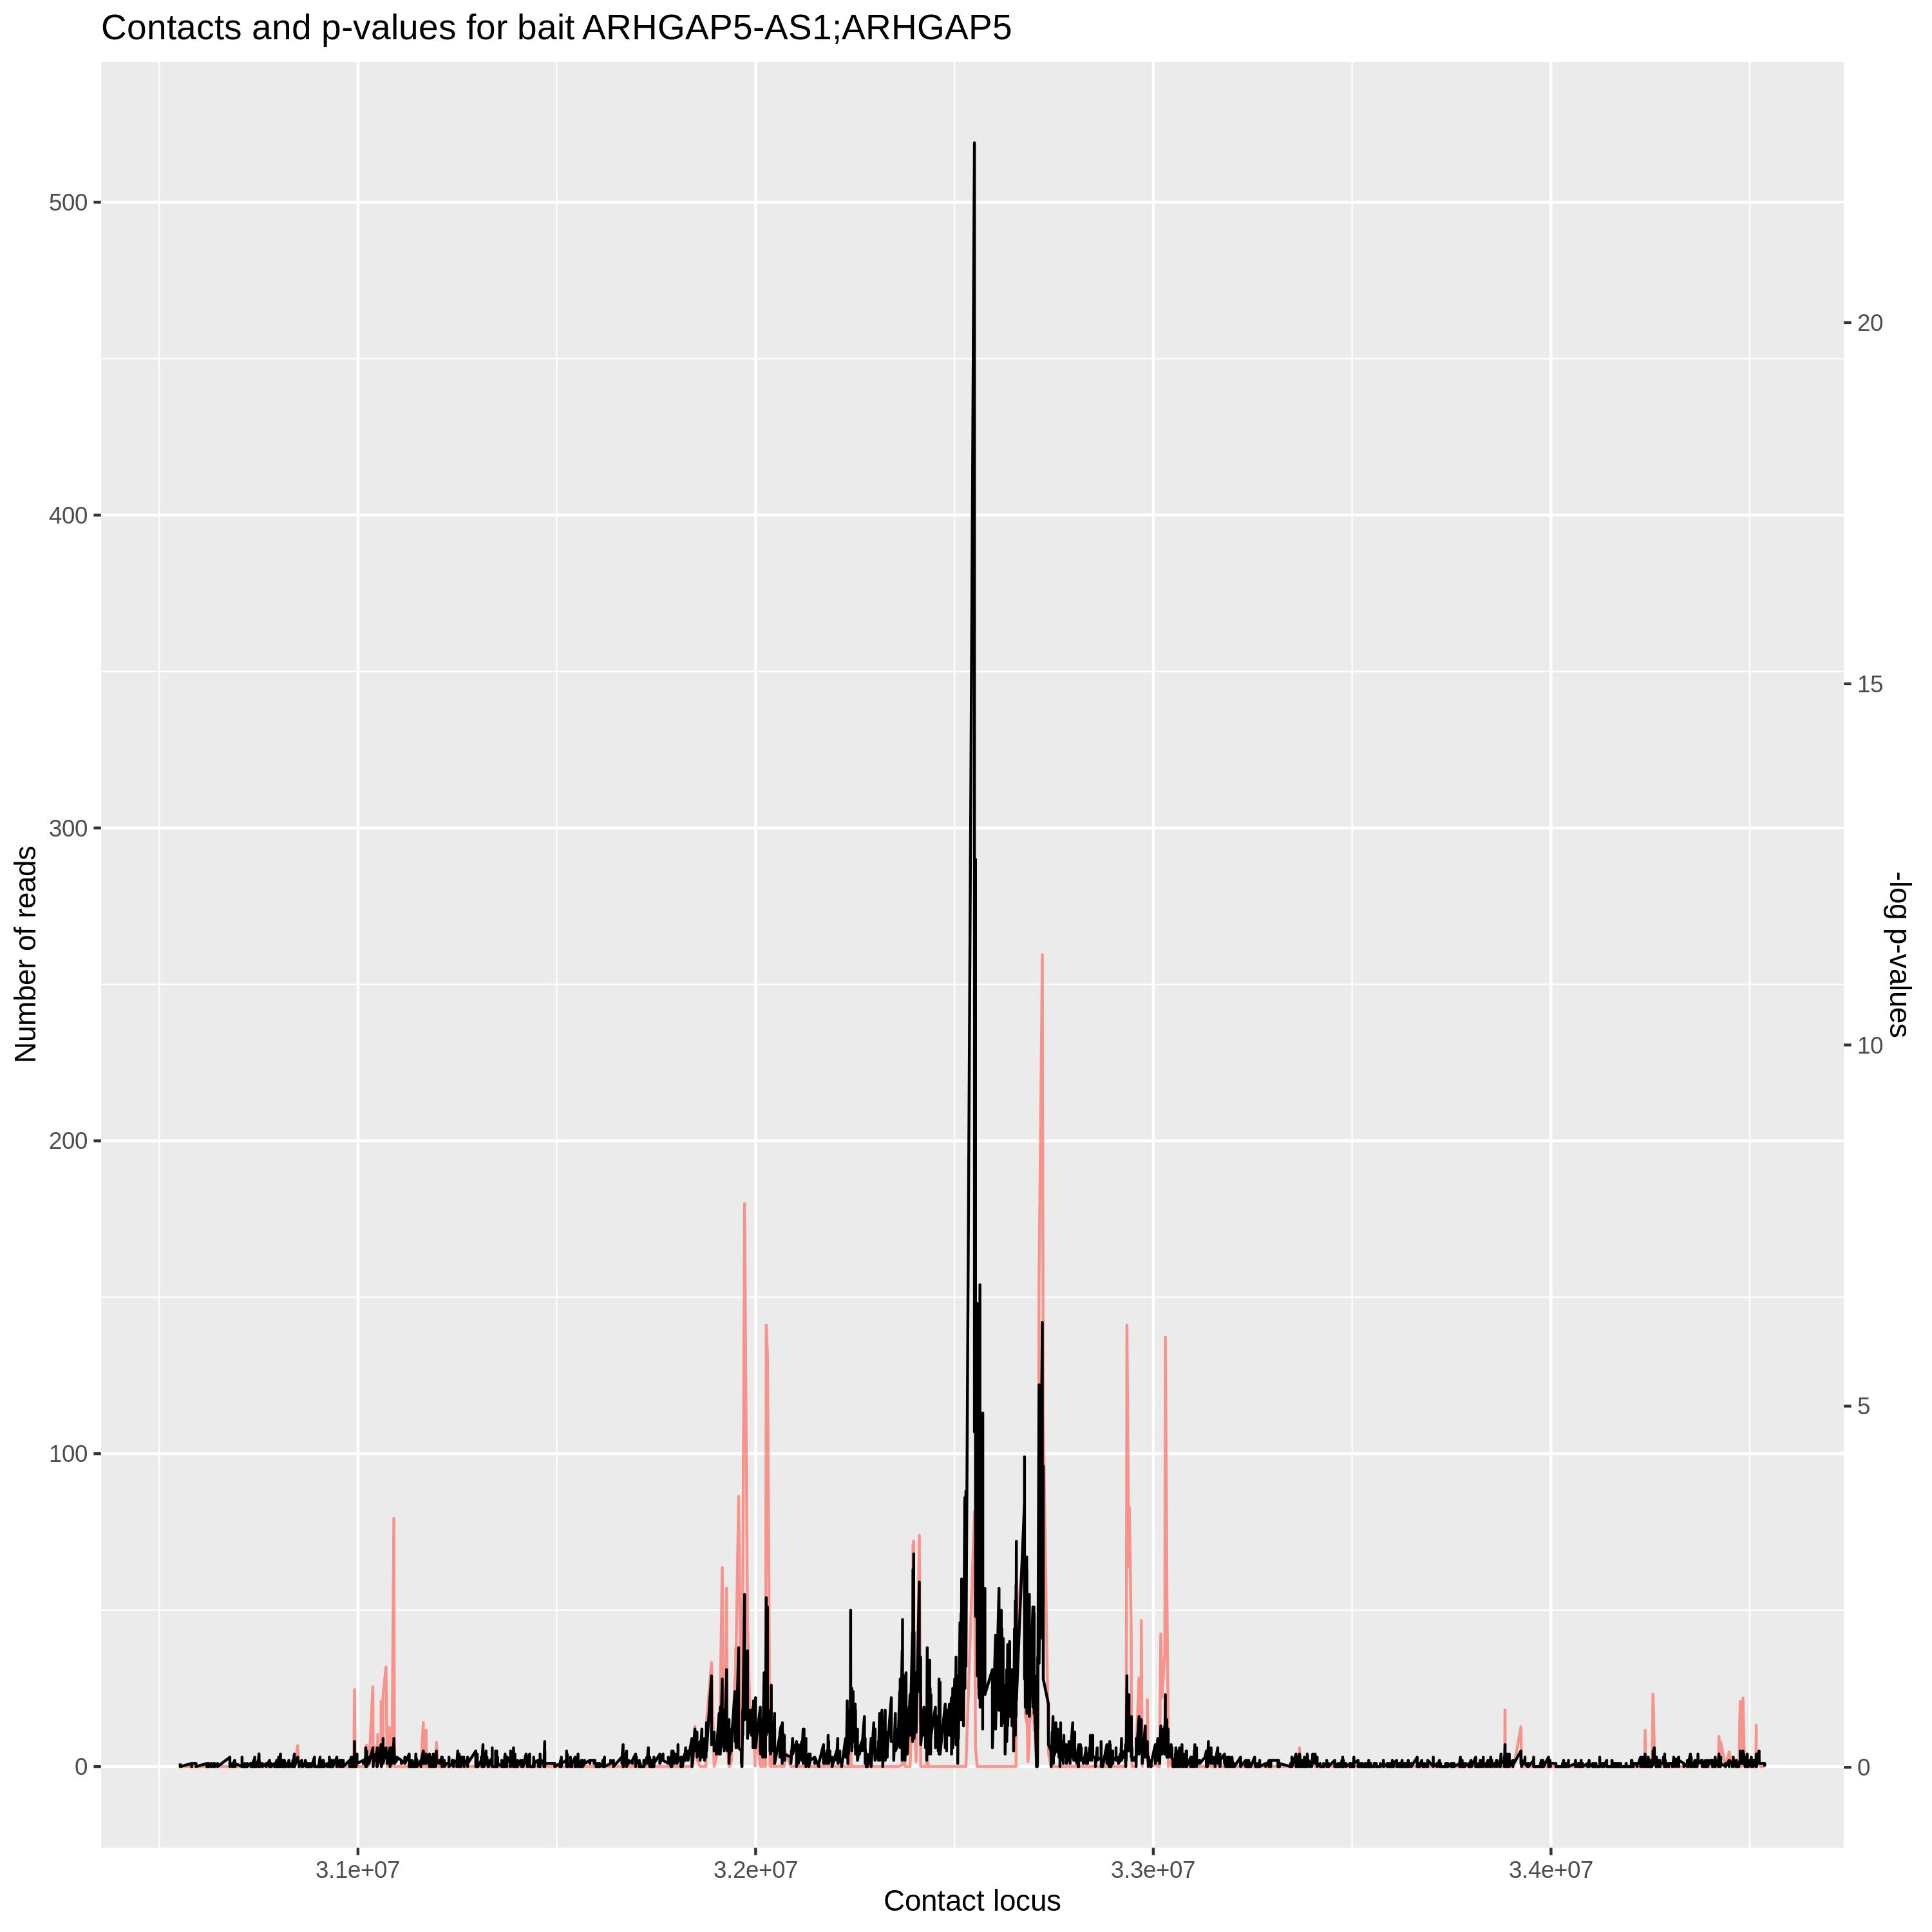 Contacts and p-values for bait ARHGAP5-AS1;ARHGAP5
500
400
300
200
100
0
Number of reads
20
15
10
5
0
-log p-values
3.1e+07
3.2e+07
3.3e+07
3.4e+07
Contact locus